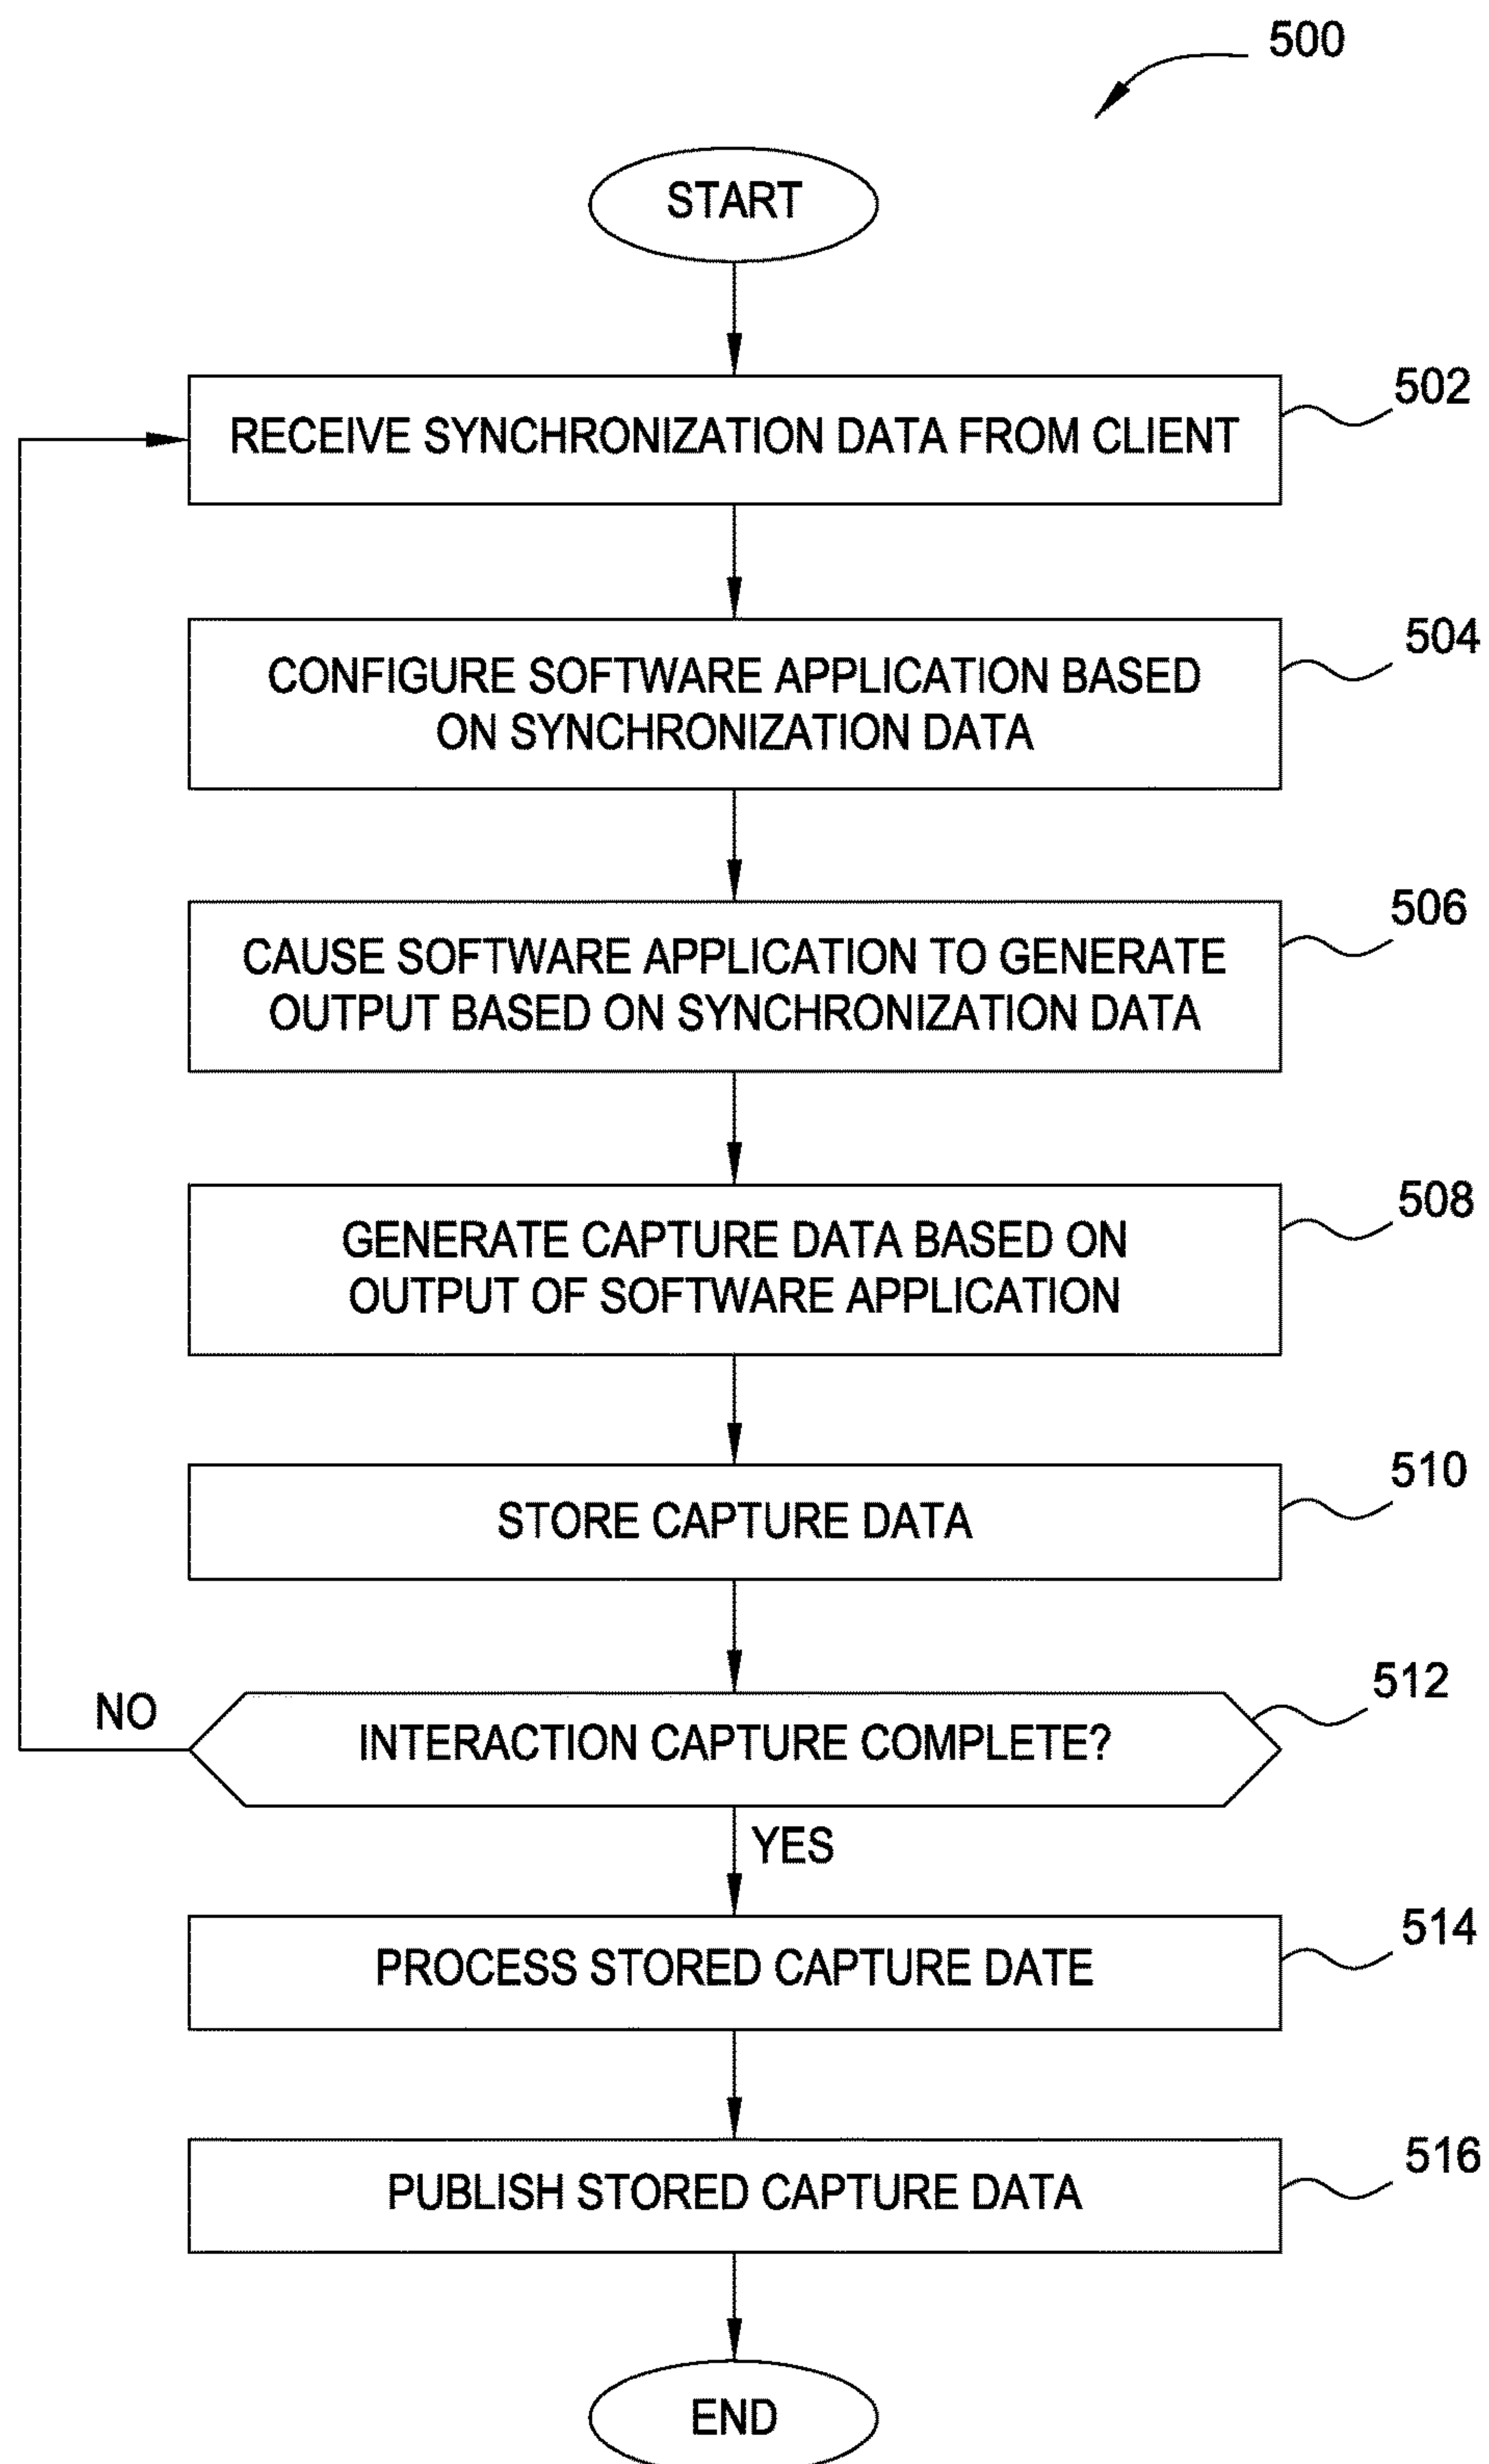 500
START
502
RECEIVE SYNCHRONIZATION DATA FROM CLIENT
504
CONFIGURE SOFTWARE APPLICATION BASED
ON SYNCHRONIZATION DATA
506
CAUSE SOFTWARE APPLICATION TO GENERATE
OUTPUT BASED ON SYNCHRONIZATION DATA
508
GENERATE CAPTURE DATA BASED ON
OUTPUT OF SOFTWARE APPLICATION
510
STORE CAPTURE DATA
512
NO
INTERACTION CAPTURE COMPLETE?
YES
514
PROCESS STORED CAPTURE DATE
516
PUBLISH STORED CAPTURE DATA
END